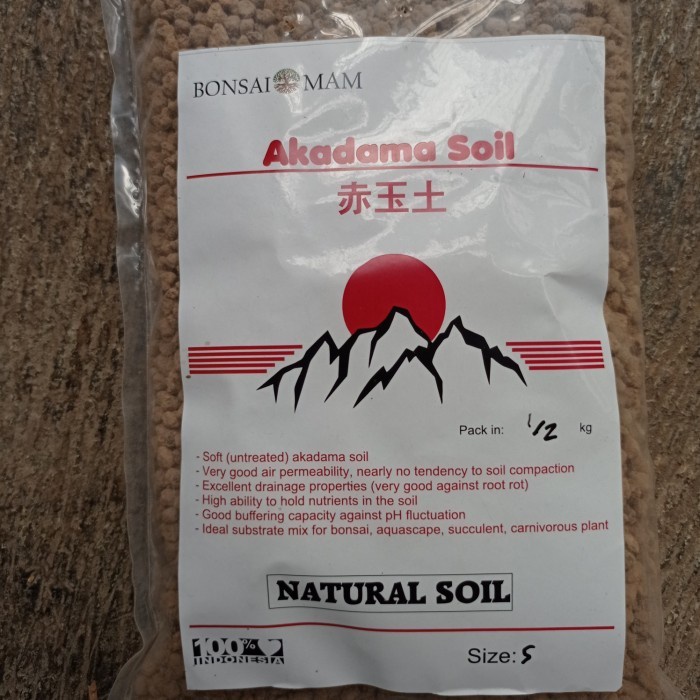 BONSAI MAM
Akadama Soil
赤玉土
Pack in: 1/2 kg
- Soft (untreated) akadama soil
- Very good air permeability, nearly no tendency to soil compaction
- Excellent drainage properties (very good against root rot)
- High ability to hold nutrients in the soil
- Good buffering capacity against pH fluctuation
- Ideal substrate mix for bonsai, aquascape, succulent, carnivorous plant
NATURAL SOIL
100%
INDONESIA
Size: S